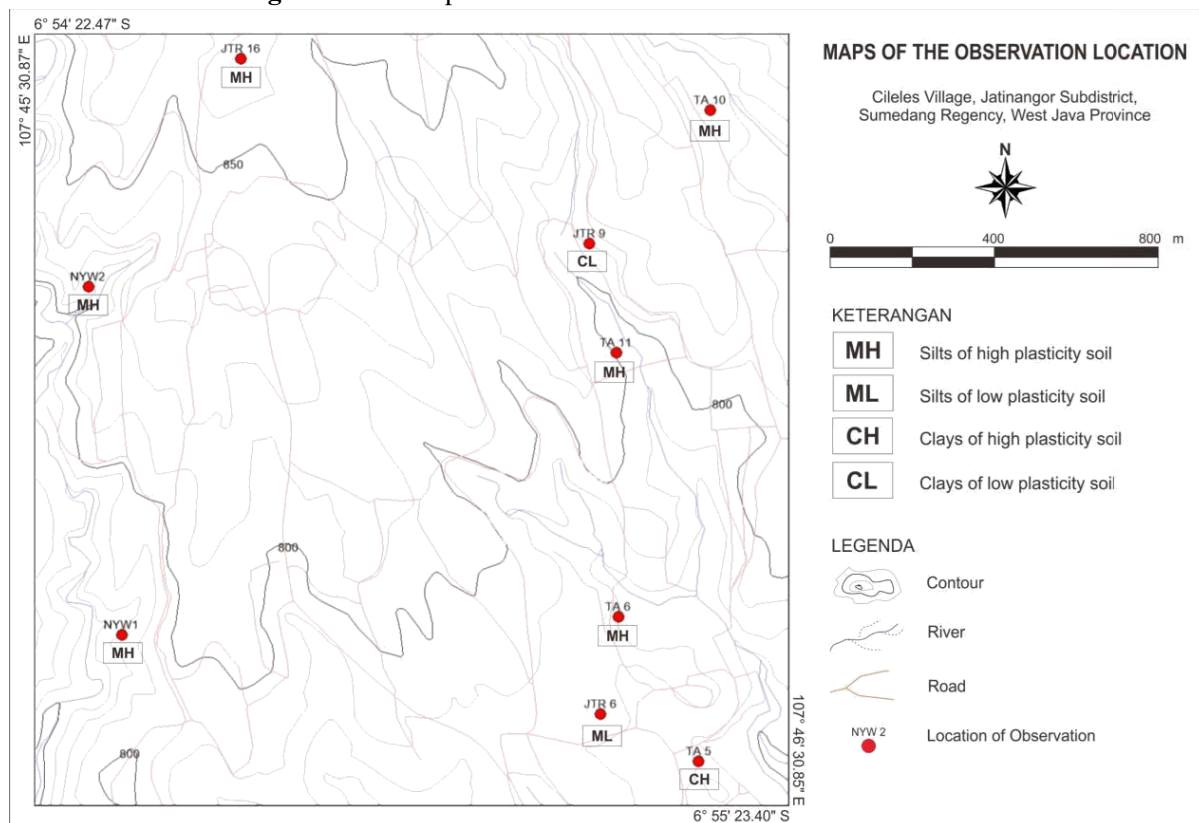 6° 54' 22.47" S
107° 45' 30.87" E
JTR 16
MH
TA 10
MH
850
JTR 9
CL
NYW2
MH
TA 11
MH
800
800
TA 6
MH
NYW1
MH
JTR 6
ML
TA 5
CH
800
107° 46' 30.85" E
6° 55' 23.40" S
MAPS OF THE OBSERVATION LOCATION
Cileles Village, Jatinangor Subdistrict,
Sumedang Regency, West Java Province
N
0 400 800 m
KETERANGAN
MH Silts of high plasticity soil
ML Silts of low plasticity soil
CH Clays of high plasticity soil
CL Clays of low plasticity soil
LEGENDA
Contour
River
Road
NYW 2 Location of Observation